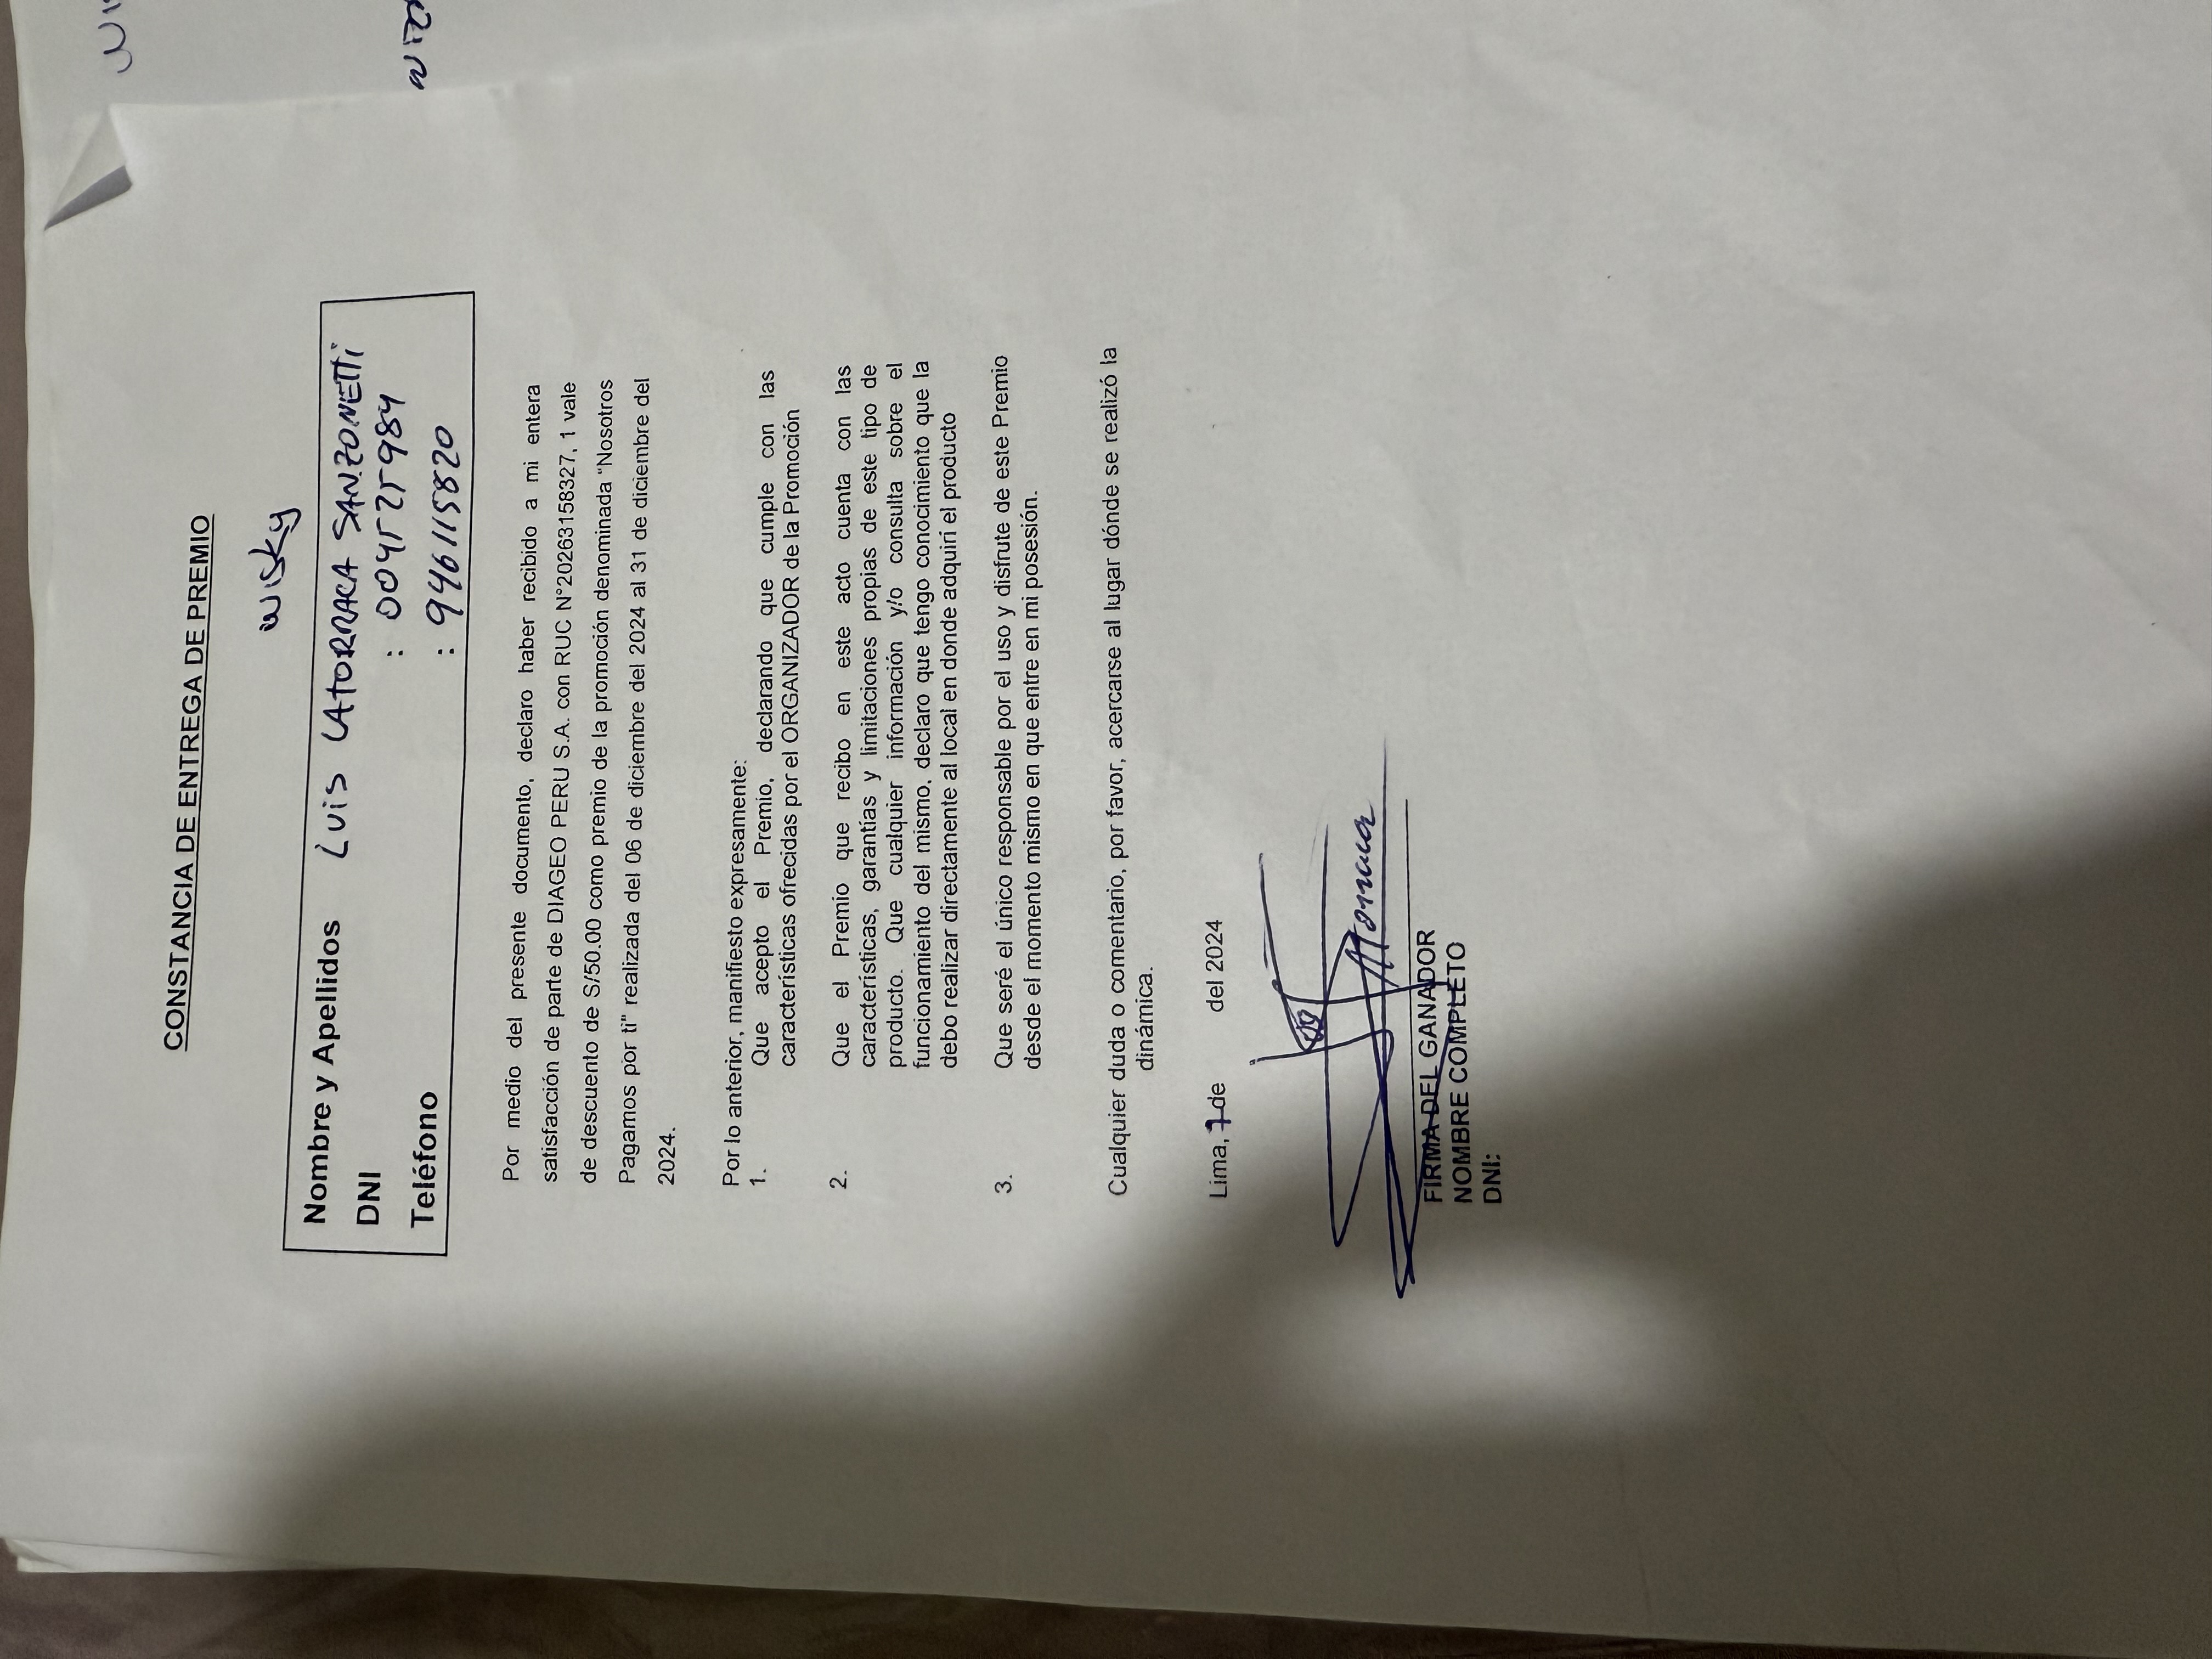 CONSTANCIA DE ENTREGA DE PREMIO
wisky
Nombre y Apellidos Luis LATORRACA SANZONETTi
DNI : 004525984
Teléfono : 946115820
Por medio del presente documento, declaro haber recibido a mi entera
satisfacción de parte de DIAGEO PERU S.A. con RUC N°20263158327, 1 vale
de descuento de S/50.00 como premio de la promoción denominada “Nosotros
Pagamos por ti” realizada del 06 de diciembre del 2024 al 31 de diciembre del
2024.
Por lo anterior, manifiesto expresamente:
1. Que acepto el Premio, declarando que cumple con las
características ofrecidas por el ORGANIZADOR de la Promoción
2. Que el Premio que recibo en este acto cuenta con las
características, garantías y limitaciones propias de este tipo de
producto. Que cualquier información y/o consulta sobre el
funcionamiento del mismo, declaro que tengo conocimiento que la
debo realizar directamente al local en donde adquirí el producto
3. Que seré el único responsable por el uso y disfrute de este Premio
desde el momento mismo en que entre en mi posesión.
Cualquier duda o comentario, por favor, acercarse al lugar dónde se realizó la
dinámica.
Lima, 7 de del 2024
FIRMA DEL GANADOR
NOMBRE COMPLETO
DNI: